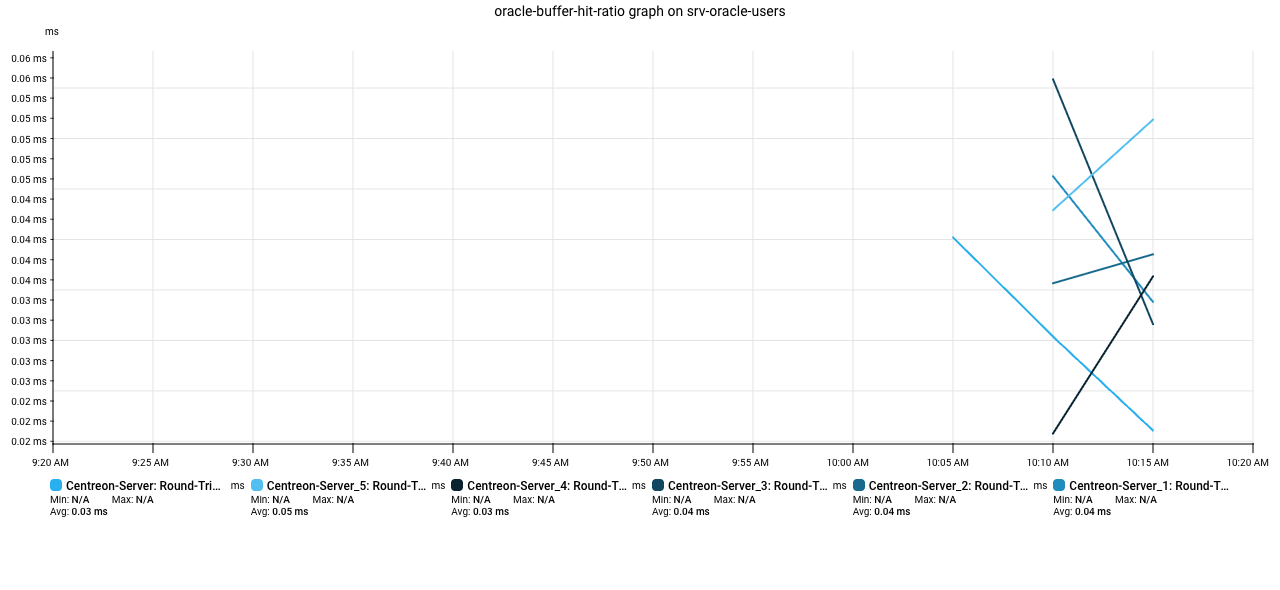 oracle-buffer-hit-ratio graph on srv-oracle-users
ms
0.06 ms
0.06 ms
0.05 ms
0.05 ms
0.05 ms
0.05 ms
0.05 ms
0.04 ms
0.04 ms
0.04 ms
0.04 ms
0.04 ms
0.03 ms
0.03 ms
0.03 ms
0.03 ms
0.03 ms
0.02 ms
0.02 ms
0.02 ms
9:20 AM 9:25 AM 9:30 AM 9:35 AM 9:40 AM 9:45 AM 9:50 AM 9:55 AM 10:00 AM 10:05 AM 10:10 AM 10:15 AM 10:20 AM
Centreon-Server: Round-Tri... ms Centreon-Server_5: Round-T... ms Centreon-Server_4: Round-T... ms Centreon-Server_3: Round-T... ms Centreon-Server_2: Round-T... ms Centreon-Server_1: Round-T...
Min: N/A Max: N/A Min: N/A Max: N/A Min: N/A Max: N/A Min: N/A Max: N/A Min: N/A Max: N/A Min: N/A Max: N/A
Avg: 0.03 ms Avg: 0.05 ms Avg: 0.03 ms Avg: 0.04 ms Avg: 0.04 ms Avg: 0.04 ms